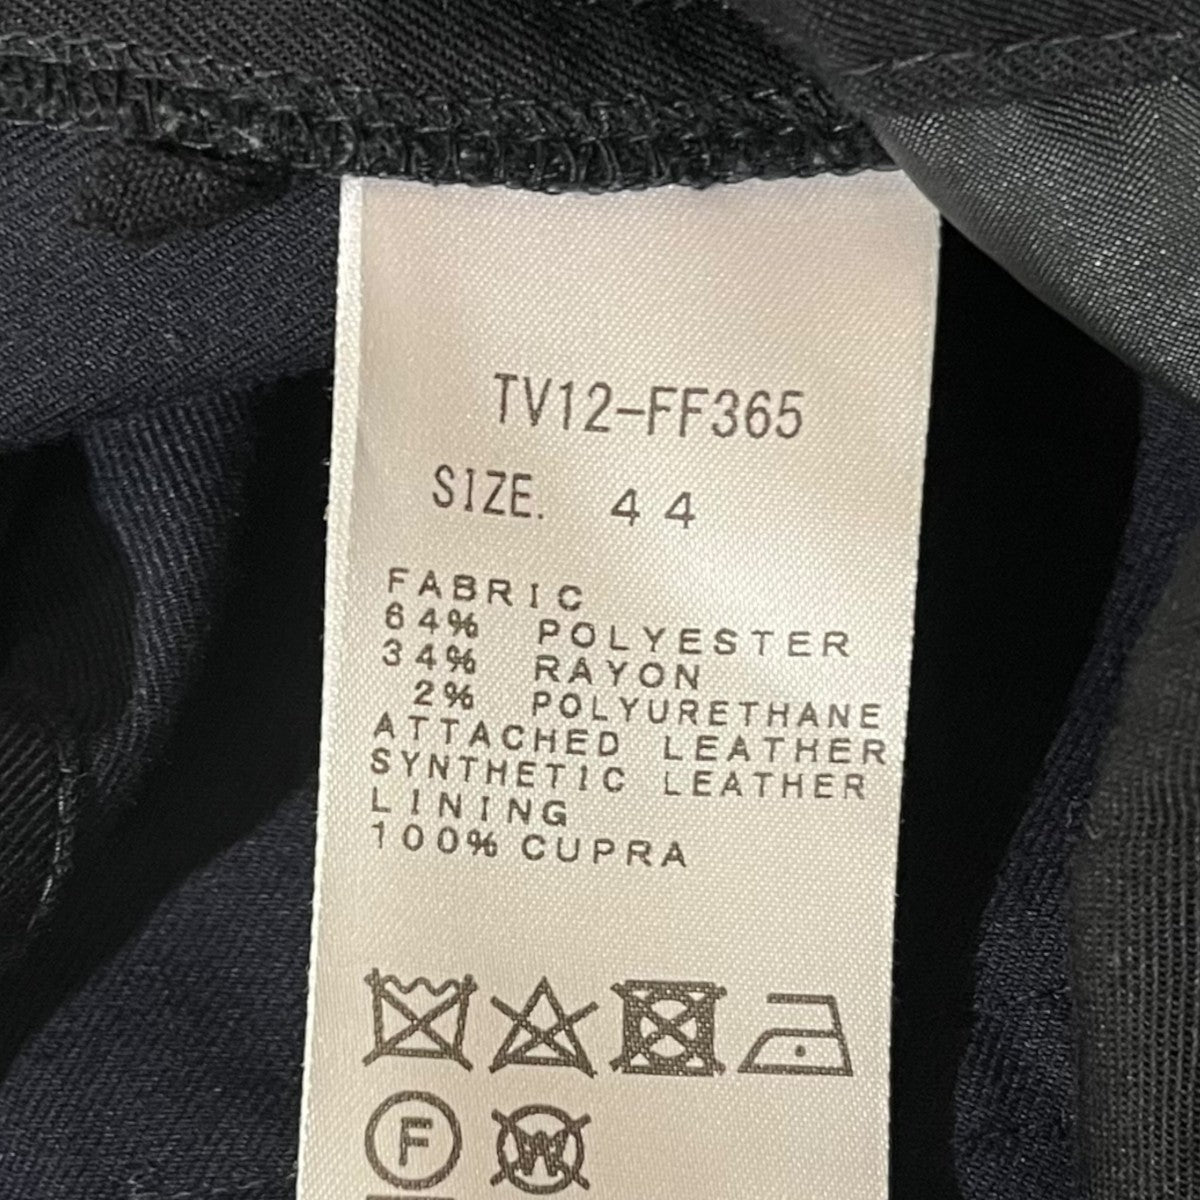 TV12-FF365
SIZE. 44
FABRIC
64% POLYESTER
34% RAYON
2% POLYURETHANE
ATTACHED LEATHER
SYNTHETIC LEATHER
LINING
100% CUPRA
F W